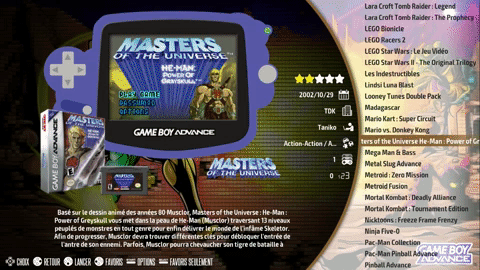 MASTERS
OF THE UNIVERSE
HE-MAN:
POWER OF
GRAYSKULL
PLAY GAME
PASSWORD
OPTIONS
GAME BOY ADVANCE
MASTERS
OF THE UNIVERSE
2002/10/29
TDK
Taniko
Action-Action / A...
1
0
Basé sur le dessin animé des années 80 Musclor, Masters of the Universe : He-Man :
Power of Greyskull vous met dans la peau de He-Man (Musclor) traversant 13 niveaux
peuplés de monstres en tout genre pour enfin délivrer le monde de l'infâme Skeletor.
Afin de progresser, Musclor devra trouver différentes clés pour débloquer l'entrée de
l'antre de son ennemi. Parfois, Musclor pourra chevaucher son tigre de bataille à
Lara Croft Tomb Raider : Legend
Lara Croft Tomb Raider : The Prophecy
LEGO Bionicle
LEGO Racers 2
LEGO Star Wars : Le Jeu Vidéo
LEGO Star Wars II - The Original Trilogy
Les Indestructibles
Lindsi Luna Blast
Looney Tunes Double Pack
Madagascar
Mario Kart : Super Circuit
Mario vs. Donkey Kong
ters of the Universe He-Man : Power of Gr
Mega Man & Bass
Metal Slug Advance
Metroid : Zero Mission
Metroid Fusion
Mortal Kombat : Deadly Alliance
Mortal Kombat : Tournament Edition
Nicktoons : Freeze Frame Frenzy
Ninja Five-0
Pac-Man Collection
Pac-Man Pinball Advance
Pinball Advance
GAME BOY
ADVANCE
CHOIX RETOUR LANCER FAVORIS OPTIONS FAVORIS SEULEMENT